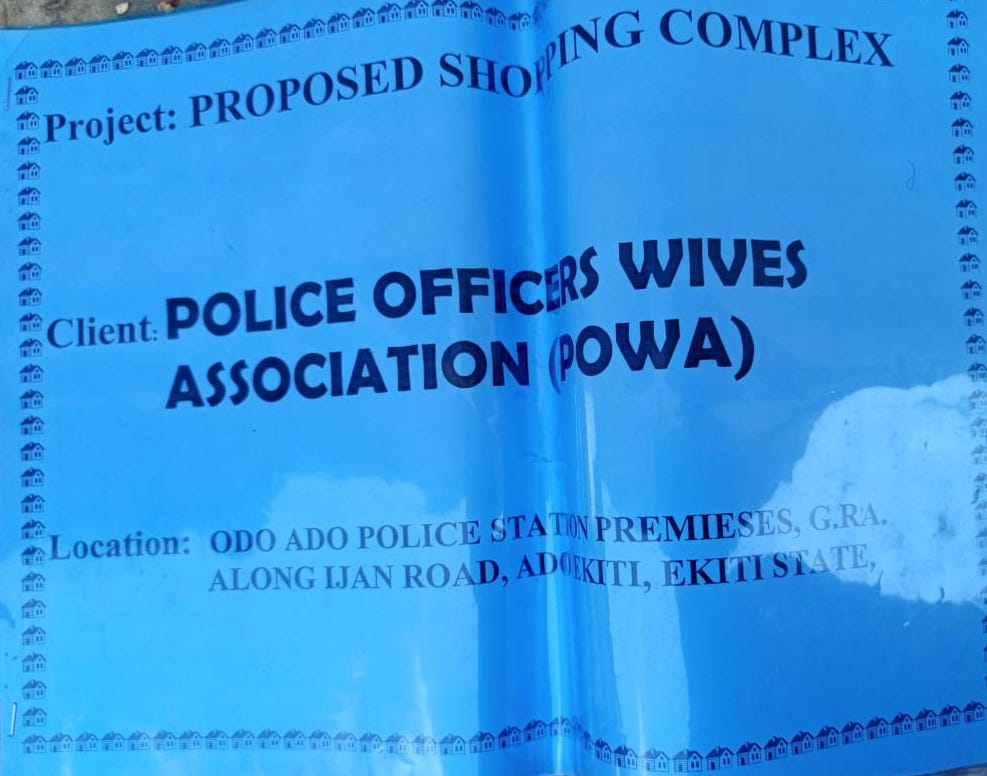 Project: PROPOSED SHOPPING COMPLEX
Client: POLICE OFFICERS WIVES
ASSOCIATION (POWA)
Location: ODO ADO POLICE STATION PREMIESES, G.RA.
ALONG IJAN ROAD, ADO EKITI, EKITI STATE,